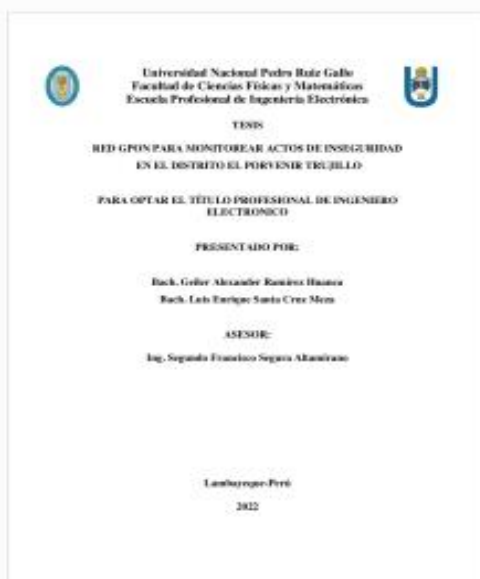 Universidad Nacional Pedro Ruiz Gallo
Facultad de Ciencias Físicas y Matemáticas
Escuela Profesional de Ingeniería Electrónica
TESIS
RED GPON PARA MONITOREAR ACTOS DE INSEGURIDAD
EN EL DISTRITO EL PORVENIR TRUJILLO
PARA OPTAR EL TÍTULO PROFESIONAL DE INGENIERO
ELECTRONICO
PRESENTADO POR:
Bach. Geiler Alexander Ramírez Huanca
Bach. Luis Enrique Santa Cruz Meza
ASESOR:
Ing. Segundo Francisco Segura Altamirano
Lambayeque-Perú
2022